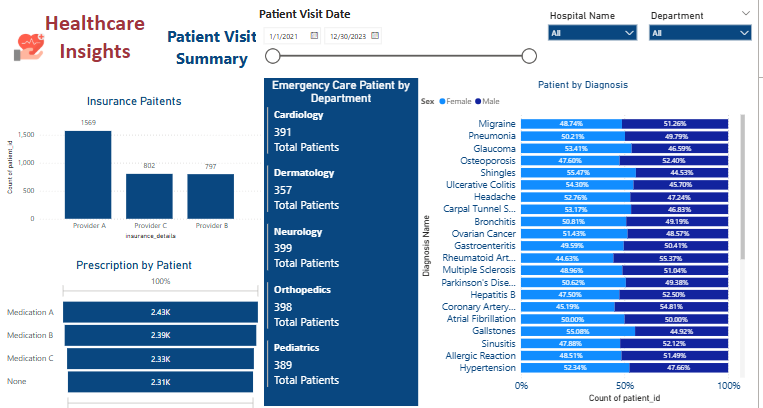 Healthcare
Insights
Patient Visit
Summary
Patient Visit Date
1/1/2021
12/30/2023
Hospital Name
All
Department
All
Insurance Paitents
Count of patient_id
1,500
1,000
500
0
1569
802
797
Provider A
Provider C
Provider B
insurance_details
Prescription by Patient
100%
Medication A 2.43K
Medication B 2.39K
Medication C 2.33K
None 2.31K
Emergency Care Patient by
Department
Cardiology
391
Total Patients
Dermatology
357
Total Patients
Neurology
399
Total Patients
Orthopedics
398
Total Patients
Pediatrics
389
Total Patients
Patient by Diagnosis
Sex Female Male
Diagnosis Name
Migraine 48.74% 51.26%
Pneumonia 50.21% 49.79%
Glaucoma 53.41% 46.59%
Osteoporosis 47.60% 52.40%
Shingles 55.47% 44.53%
Ulcerative Colitis 54.30% 45.70%
Headache 52.76% 47.24%
Carpal Tunnel S... 53.17% 46.83%
Bronchitis 50.81% 49.19%
Ovarian Cancer 51.43% 48.57%
Gastroenteritis 49.59% 50.41%
Rheumatoid Art... 44.63% 55.37%
Multiple Sclerosis 48.96% 51.04%
Parkinson's Dise... 50.62% 49.38%
Hepatitis B 47.50% 52.50%
Coronary Artery... 45.19% 54.81%
Atrial Fibrillation 50.00% 50.00%
Gallstones 55.08% 44.92%
Sinusitis 47.88% 52.12%
Allergic Reaction 48.51% 51.49%
Hypertension 52.34% 47.66%
0% 50% 100%
Count of patient_id